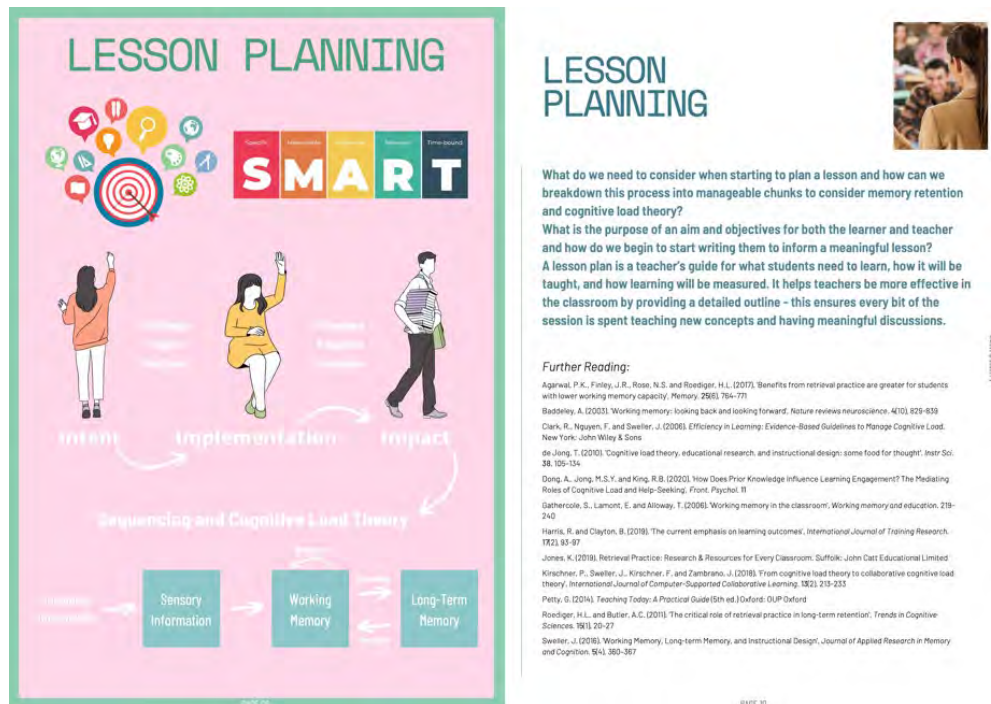 LESSON PLANNING
Specific
Time-bound
SMART
Intent
Implementation
Impact
Sequencing and Cognitive Load Theory
Sensory
Information
Working
Memory
Long-Term
Memory
LESSON
PLANNING
What do we need to consider when starting to plan a lesson and how can we
breakdown this process into manageable chunks to consider memory retention
and cognitive load theory?
What is the purpose of an aim and objectives for both the learner and teacher
and how do we begin to start writing them to inform a meaningful lesson?
A lesson plan is a teacher's guide for what students need to learn, how it will be
taught, and how learning will be measured. It helps teachers be more effective in
the classroom by providing a detailed outline - this ensures every bit of the
session is spent teaching new concepts and having meaningful discussions.
Further Reading:
Agarwal, P.K., Finley, J.R., Rose, N.S. and Roediger, H.L. (2017). 'Benefits from retrieval practice are greater for students
with lower working memory capacity'. Memory. 25(6), 764-771
Baddeley, A. (2003). 'Working memory: looking back and looking forward'. Nature reviews neuroscience. 4(10), 829-839
Clark, R., Nguyen, F. and Sweller, J. (2006). Efficiency in Learning: Evidence-Based Guidelines to Manage Cognitive Load.
New York: John Wiley & Sons
de Jong, T. (2010). 'Cognitive load theory, educational research, and instructional design: some food for thought'. Instr Sci.
38. 105-134
Dong, A., Jong, M.S.Y. and King, R.B. (2020). 'How Does Prior Knowledge Influence Learning Engagement? The Mediating
Roles of Cognitive Load and Help-Seeking'. Front. Psychol. 11
Gathercole, S., Lamont, E. and Alloway, T. (2006). 'Working memory in the classroom', Working memory and education. 219-
240
Harris, R. and Clayton, B. (2019). 'The current emphasis on learning outcomes', International Journal of Training Research.
17(2), 93-97
Jones, K. (2019). Retrieval Practice: Research & Resources for Every Classroom. Suffolk: John Catt Educational Limited
Kirschner, P., Sweller, J., Kirschner, F. and Zambrano, J. (2018). 'From cognitive load theory to collaborative cognitive load
theory'. International Journal of Computer-Supported Collaborative Learning. 13(2). 213-233
Petty, G. (2014). Teaching Today: A Practical Guide (5th ed.) Oxford: OUP Oxford
Roediger, H.L. and Butler, A.C. (2011). 'The critical role of retrieval practice in long-term retention'. Trends in Cognitive
Sciences. 15(1), 20-27
Sweller, J. (2016). 'Working Memory, Long-term Memory, and Instructional Design', Journal of Applied Research in Memory
and Cognition. 5(4), 360-367